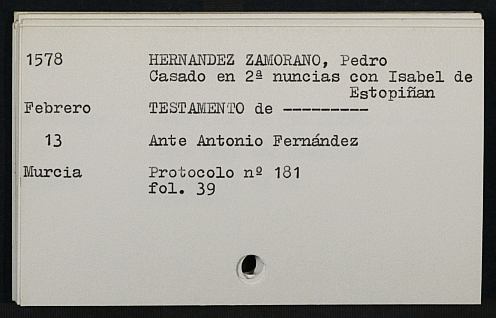 1578 HERNANDEZ ZAMORANO, Pedro
Casado en 2ª nuncias con Isabel de
Estopiñan
Febrero TESTAMENTO de ---------
13 Ante Antonio Fernández
Murcia Protocolo nº 181
fol. 39